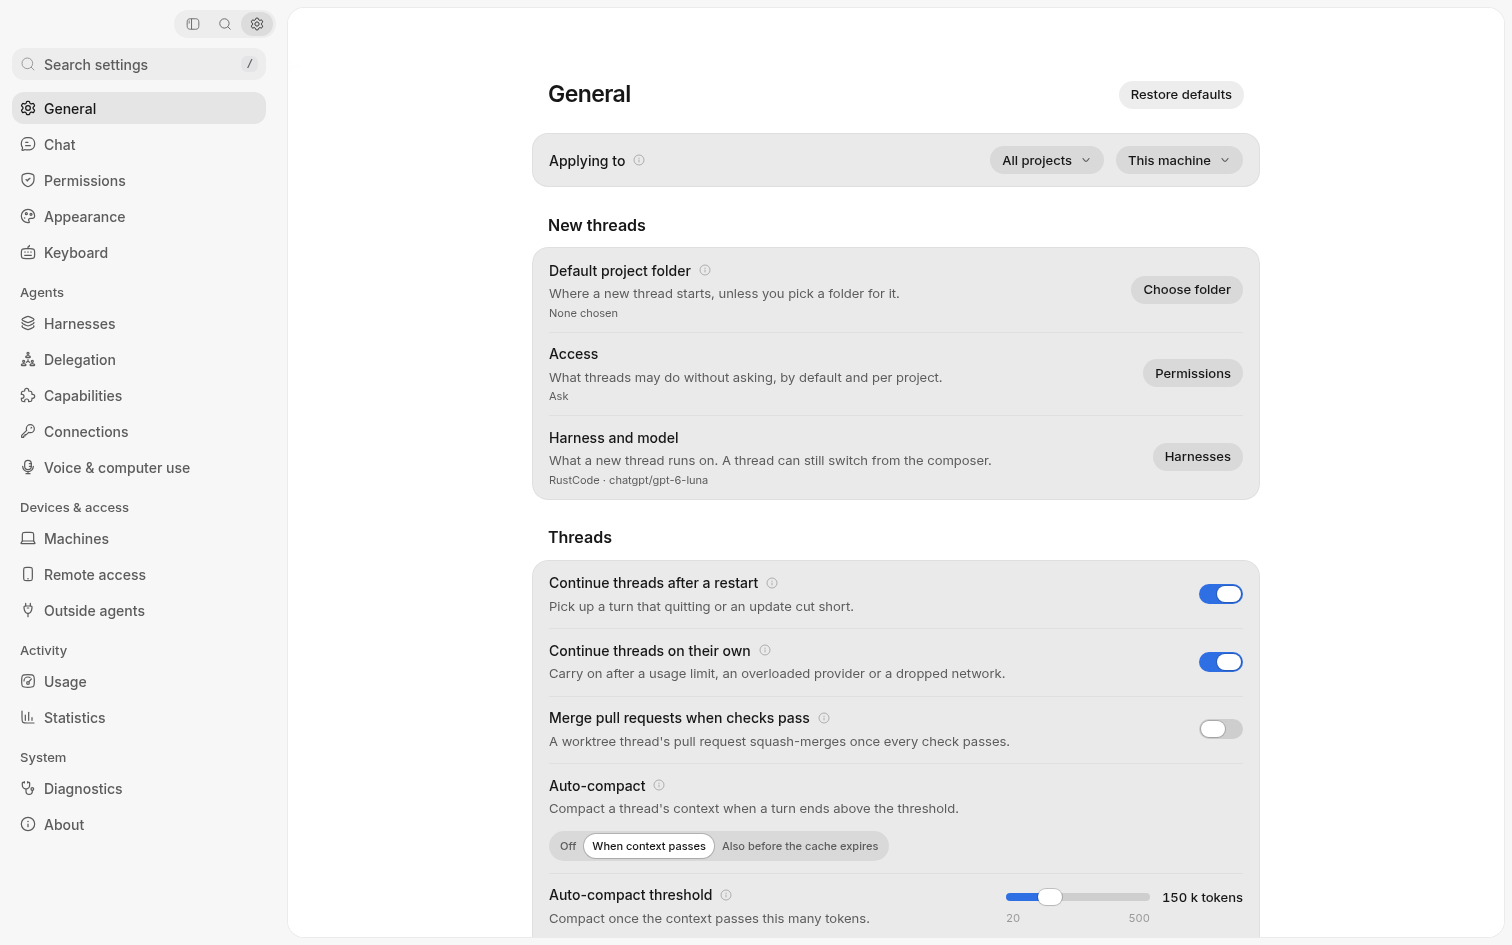 Search settings /
General
Chat
Permissions
Appearance
Keyboard
Agents
Harnesses
Delegation
Capabilities
Connections
Voice & computer use
Devices & access
Machines
Remote access
Outside agents
Activity
Usage
Statistics
System
Diagnostics
About
General
Restore defaults
Applying to
All projects
This machine
New threads
Default project folder
Where a new thread starts, unless you pick a folder for it.
None chosen
Choose folder
Access
What threads may do without asking, by default and per project.
Ask
Permissions
Harness and model
What a new thread runs on. A thread can still switch from the composer.
RustCode · chatgpt/gpt-6-luna
Harnesses
Threads
Continue threads after a restart
Pick up a turn that quitting or an update cut short.
Continue threads on their own
Carry on after a usage limit, an overloaded provider or a dropped network.
Merge pull requests when checks pass
A worktree thread's pull request squash-merges once every check passes.
Auto-compact
Compact a thread's context when a turn ends above the threshold.
Off
When context passes
Also before the cache expires
Auto-compact threshold
Compact once the context passes this many tokens.
150 k tokens
20
500